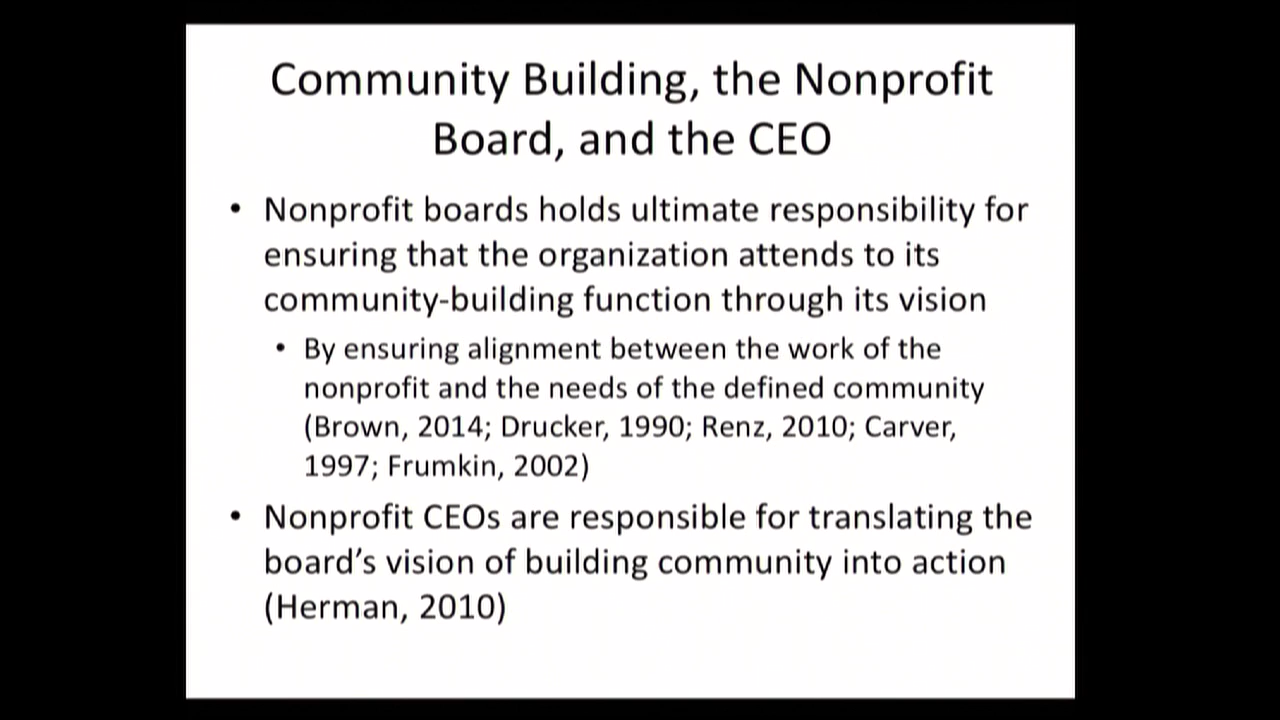 Community Building, the Nonprofit
Board, and the CEO
• Nonprofit boards holds ultimate responsibility for
ensuring that the organization attends to its
community-building function through its vision
• By ensuring alignment between the work of the
nonprofit and the needs of the defined community
(Brown, 2014; Drucker, 1990; Renz, 2010; Carver,
1997; Frumkin, 2002)
• Nonprofit CEOs are responsible for translating the
board’s vision of building community into action
(Herman, 2010)